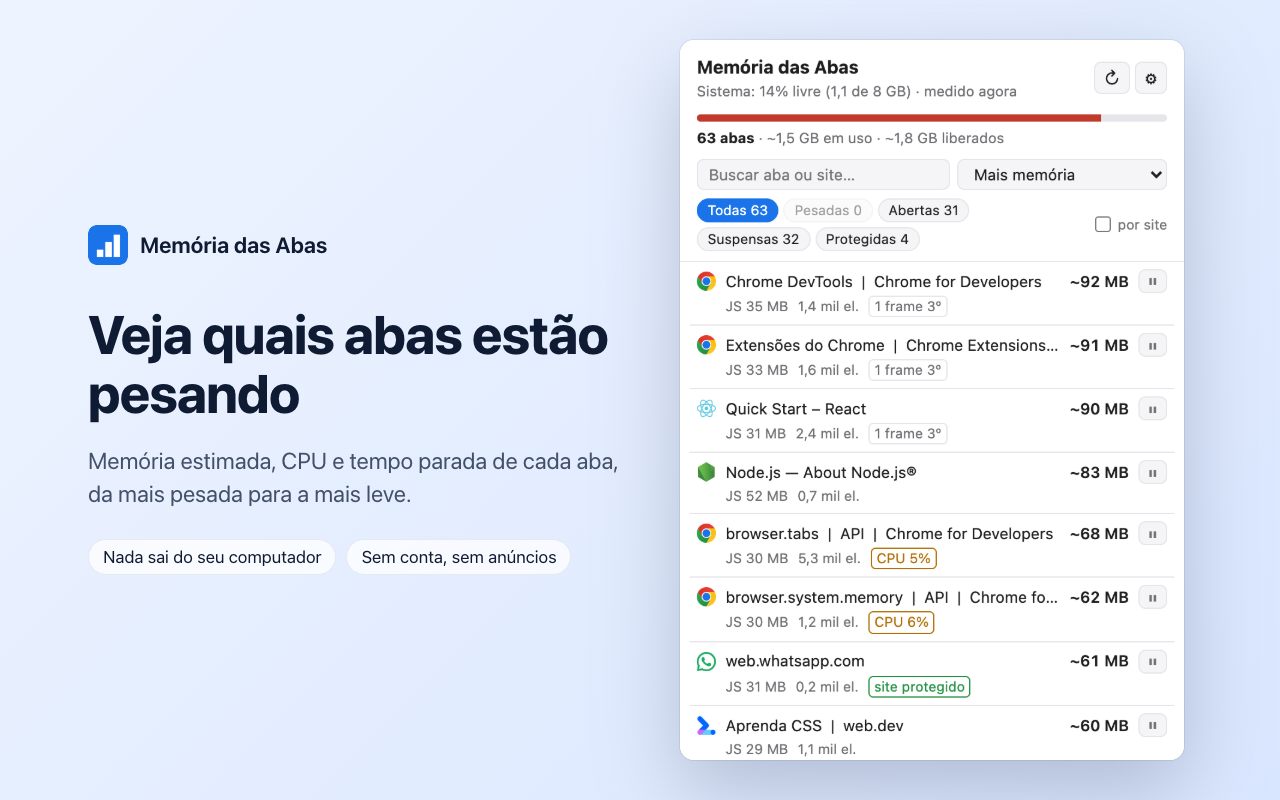 Memória das Abas
Veja quais abas estão
pesando
Memória estimada, CPU e tempo parada de cada aba,
da mais pesada para a mais leve.
Nada sai do seu computador
Sem conta, sem anúncios
Memória das Abas
Sistema: 14% livre (1,1 de 8 GB) · medido agora
63 abas · ~1,5 GB em uso · ~1,8 GB liberados
Buscar aba ou site...
Mais memória
Todas 63
Pesadas 0
Abertas 31
Suspensas 32
Protegidas 4
por site
Chrome DevTools | Chrome for Developers ~92 MB
JS 35 MB 1,4 mil el. 1 frame 3º
Extensões do Chrome | Chrome Extensions... ~91 MB
JS 33 MB 1,6 mil el. 1 frame 3º
Quick Start – React ~90 MB
JS 31 MB 2,4 mil el. 1 frame 3º
Node.js — About Node.js® ~83 MB
JS 52 MB 0,7 mil el.
browser.tabs | API | Chrome for Developers ~68 MB
JS 30 MB 5,3 mil el. CPU 5%
browser.system.memory | API | Chrome fo... ~62 MB
JS 30 MB 1,2 mil el. CPU 6%
web.whatsapp.com ~61 MB
JS 31 MB 0,2 mil el. site protegido
Aprenda CSS | web.dev ~60 MB
JS 29 MB 1,1 mil el.